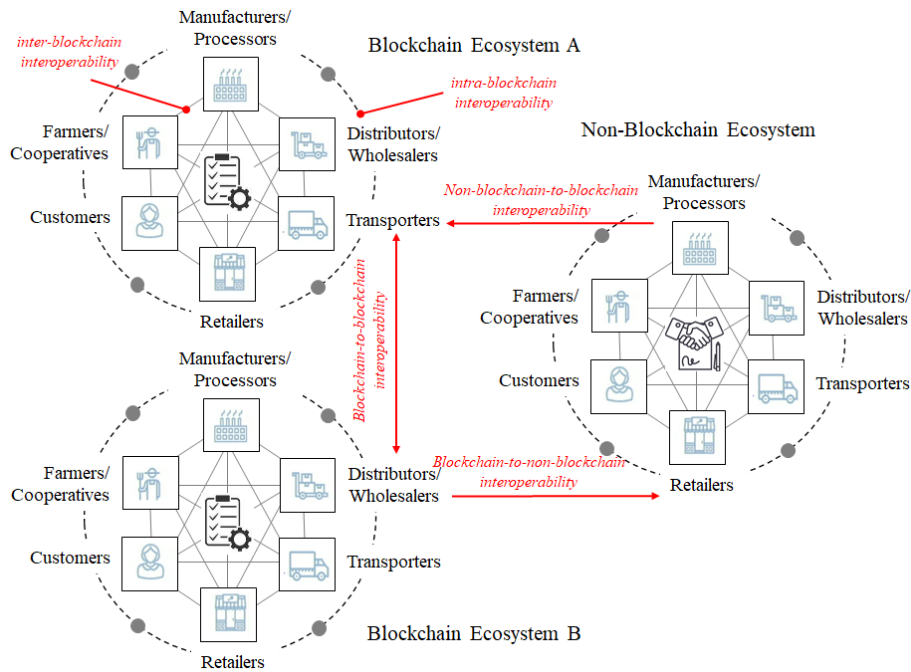 Manufacturers/
Processors
inter-blockchain
interoperability
Blockchain Ecosystem A
intra-blockchain
interoperability
Farmers/
Cooperatives
Distributors/
Wholesalers
Non-Blockchain Ecosystem
Customers
Transporters
Non-blockchain-to-blockchain
interoperability
Manufacturers/
Processors
Retailers
Blockchain-to-blockchain
interoperability
Farmers/
Cooperatives
Distributors/
Wholesalers
Customers
Transporters
Retailers
Manufacturers/
Processors
Farmers/
Cooperatives
Distributors/
Wholesalers
Blockchain-to-non-blockchain
interoperability
Customers
Transporters
Retailers
Blockchain Ecosystem B